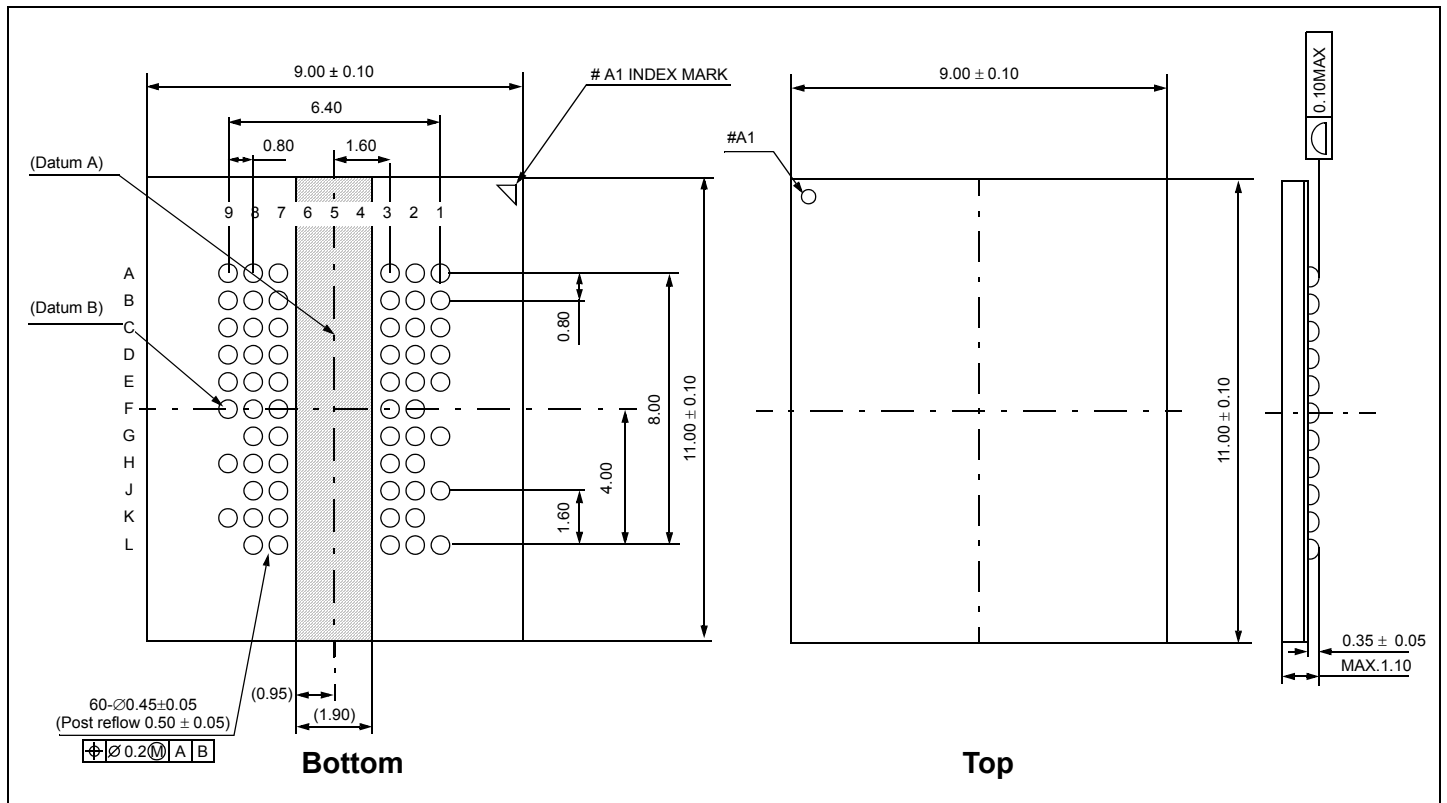 9.00 ± 0.10
# A1 INDEX MARK
6.40
0.80
1.60
(Datum A)
9 8 7 6 5 4 3 2 1
A
B
(Datum B)
C
D
E
F
G
H
J
K
L
0.80
8.00
11.00 ± 0.10
4.00
1.60
(0.95)
(1.90)
60-∅0.45±0.05
(Post reflow 0.50 ± 0.05)
⌖ ∅ 0.2 Ⓜ A B
Bottom
9.00 ± 0.10
#A1
11.00 ± 0.10
Top
0.10MAX
0.35 ± 0.05
MAX.1.10